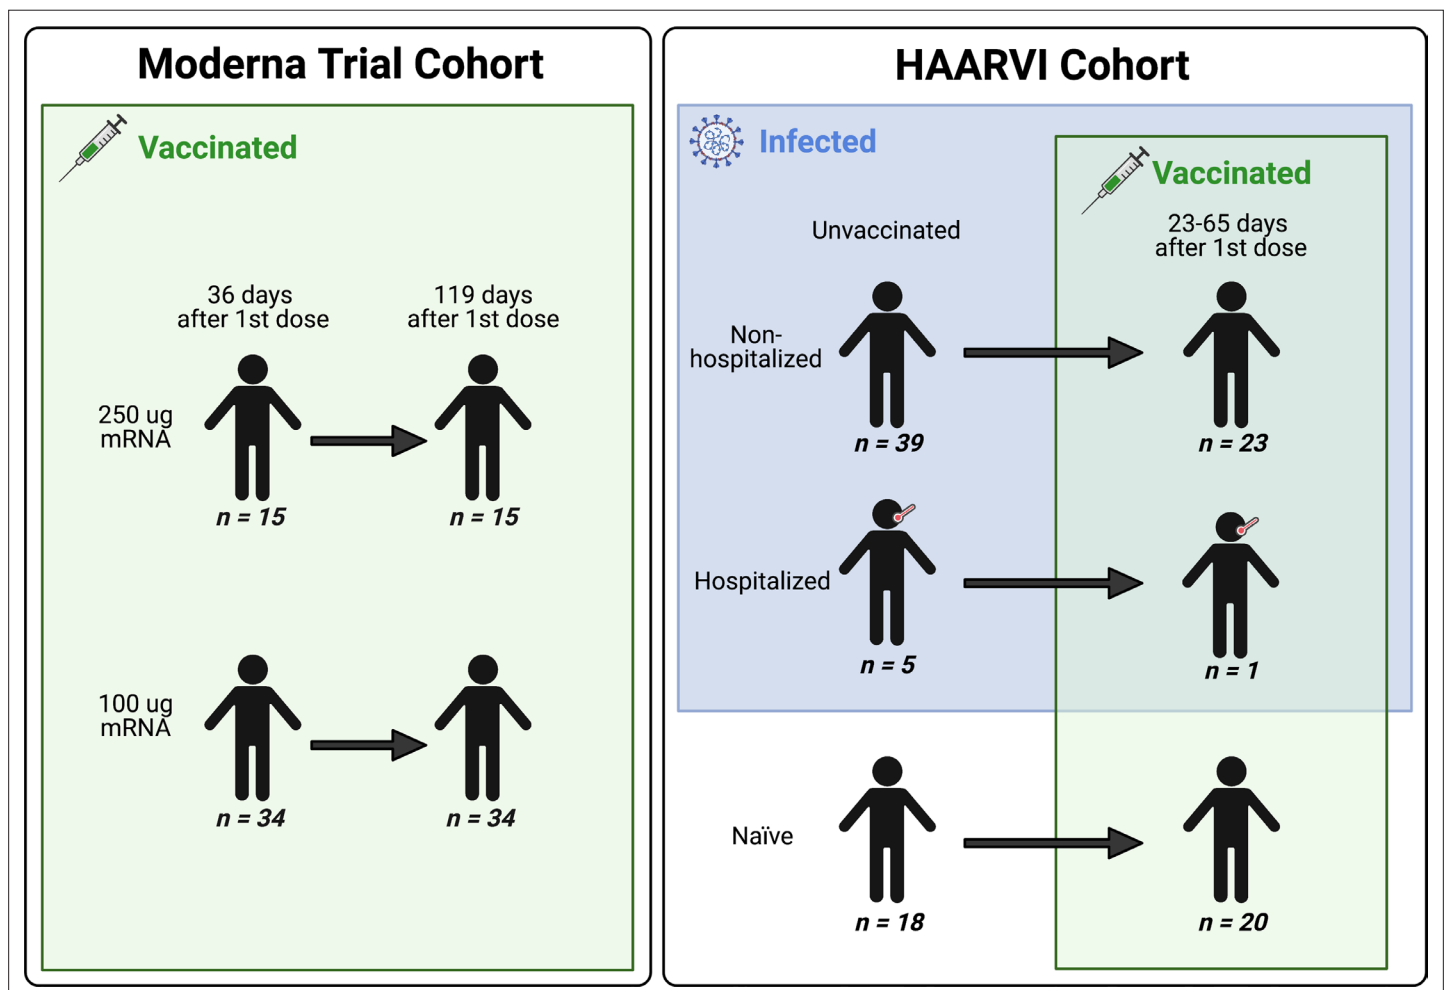 Moderna Trial Cohort
Vaccinated
36 days
after 1st dose
119 days
after 1st dose
250 ug
mRNA
n = 15
n = 15
100 ug
mRNA
n = 34
n = 34
HAARVI Cohort
Infected
Vaccinated
Unvaccinated
23-65 days
after 1st dose
Non-
hospitalized
n = 39
n = 23
Hospitalized
n = 5
n = 1
Naïve
n = 18
n = 20